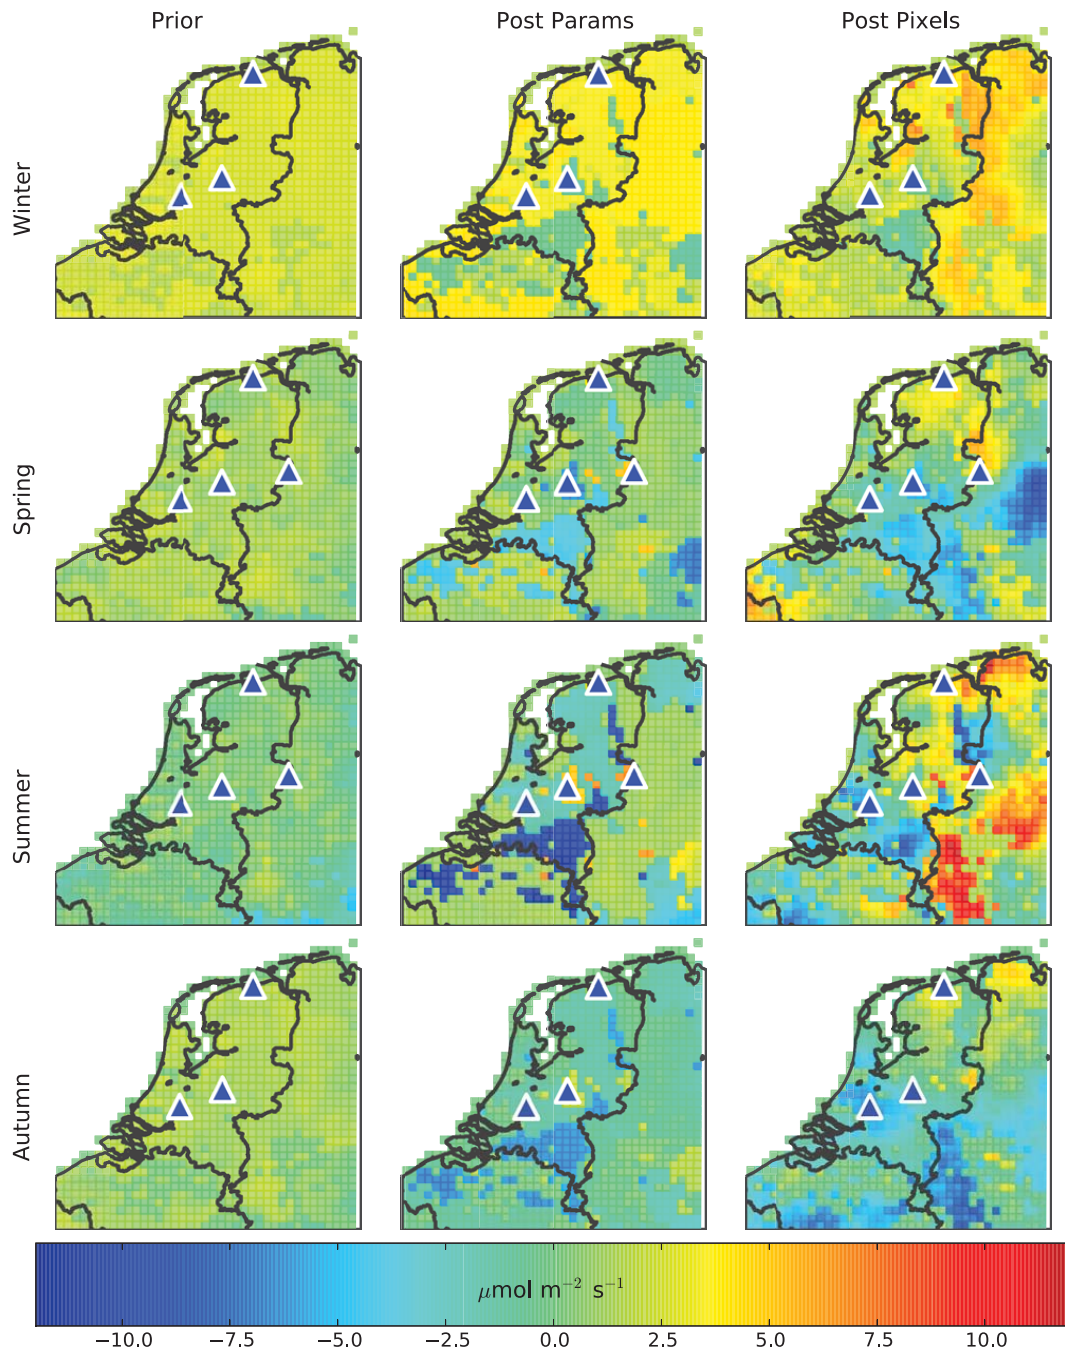 Prior Post Params Post Pixels
Winter
Spring
Summer
Autumn
μmol m⁻² s⁻¹
−10.0 −7.5 −5.0 −2.5 0.0 2.5 5.0 7.5 10.0